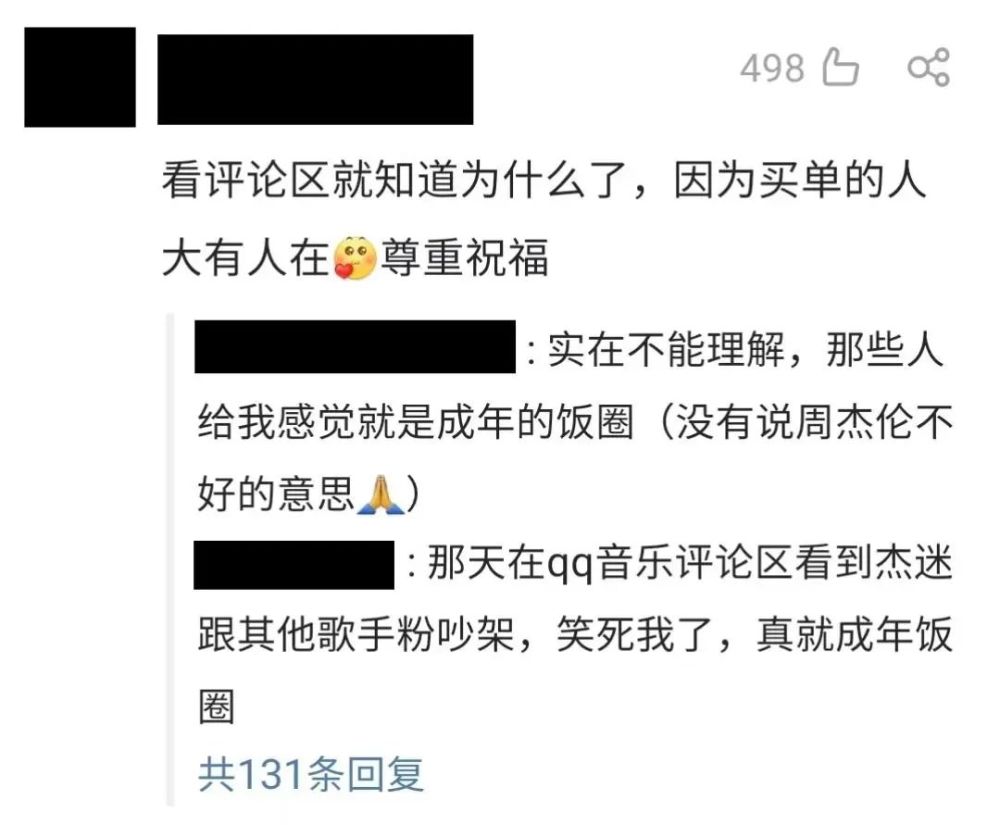 498
看评论区就知道为什么了，因为买单的人
大有人在🥰尊重祝福
: 实在不能理解，那些人
给我感觉就是成年的饭圈（没有说周杰伦不
好的意思🙏）
: 那天在qq音乐评论区看到杰迷
跟其他歌手粉吵架，笑死我了，真就成年饭
圈
共131条回复